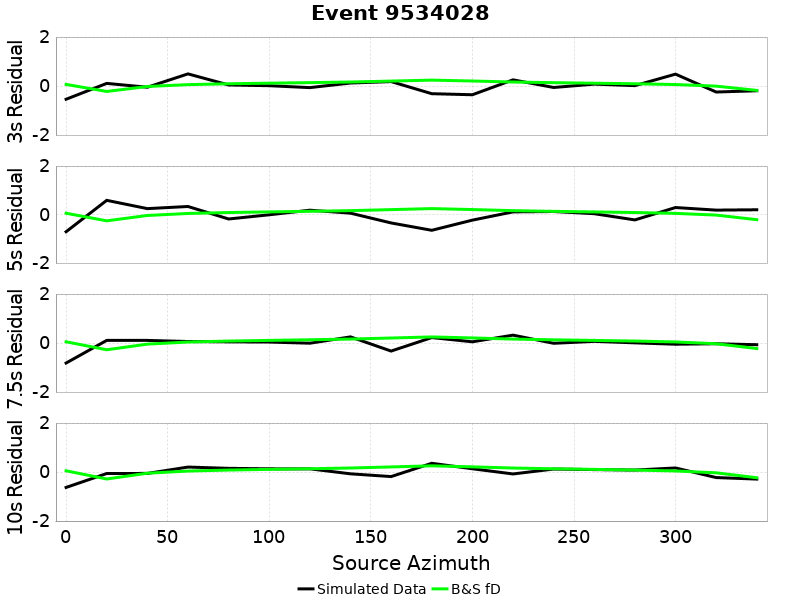 Event 9534028
3s Residual
2
0
-2
5s Residual
2
0
-2
7.5s Residual
2
0
-2
10s Residual
2
0
-2
0 50 100 150 200 250 300
Source Azimuth
Simulated Data B&S fD